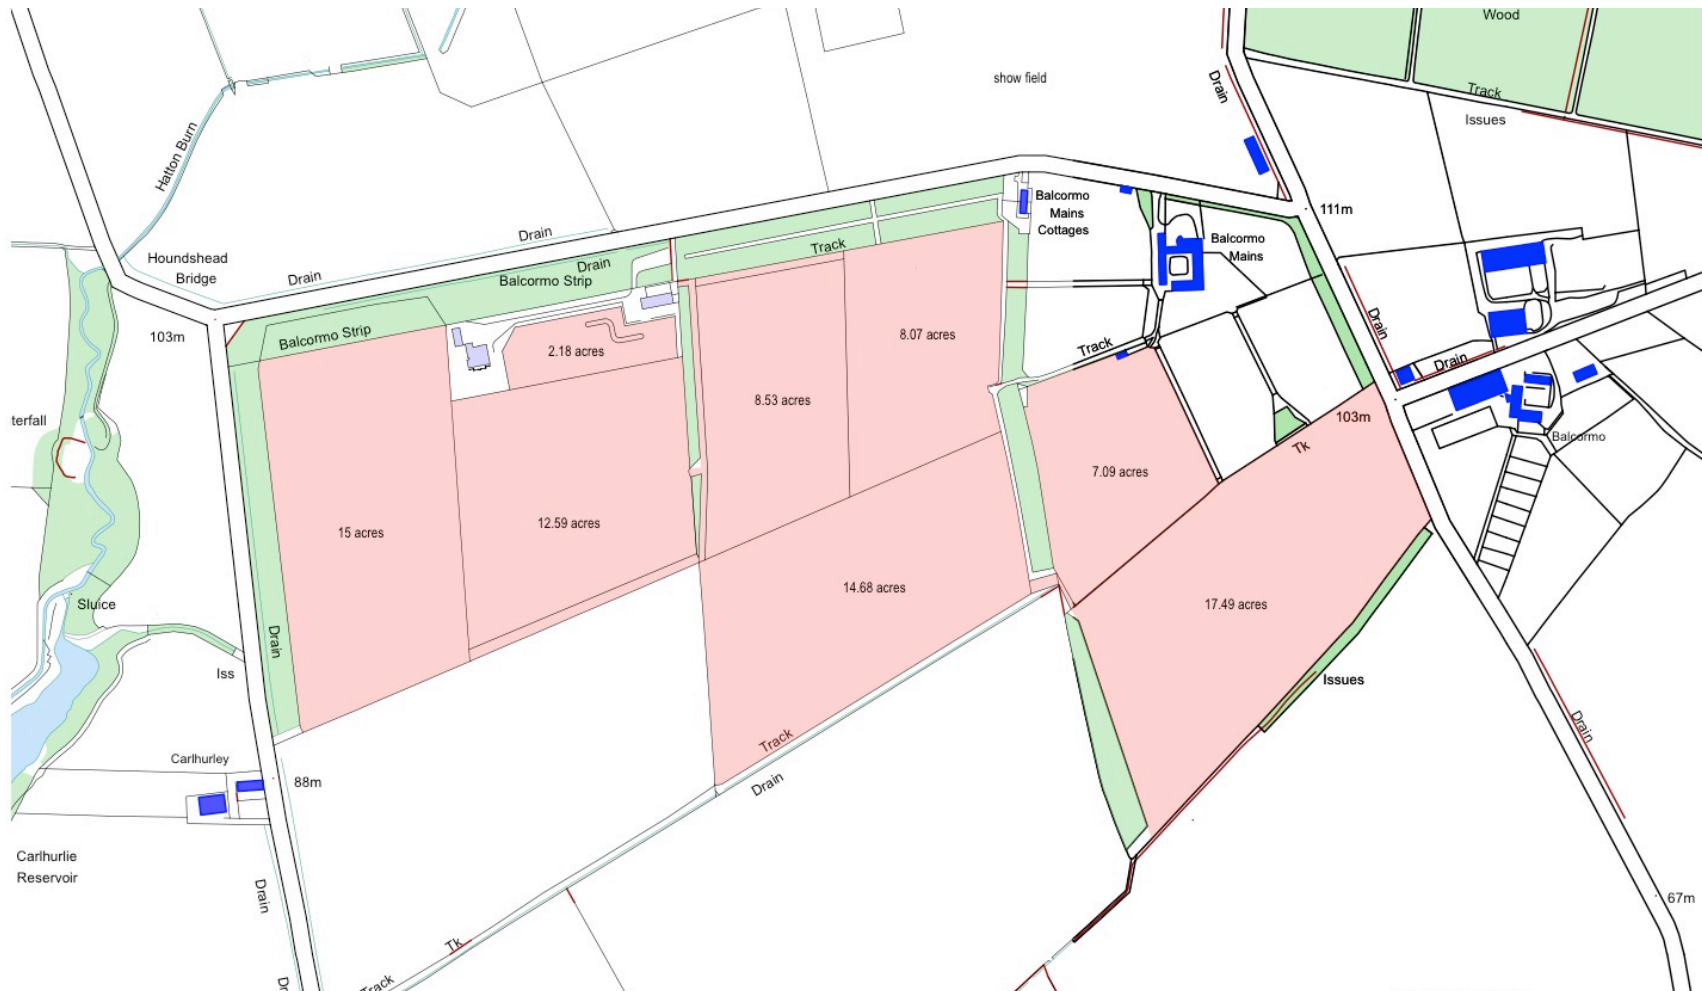 Wood
show field
Drain
Track
Issues
Hatton Burn
Balcormo
Mains
Cottages
111m
Drain
Houndshead
Bridge
Drain
Drain
Track
Balcormo
Mains
Balcormo Strip
103m
Balcormo Strip
Drain
Track
Drain
2.18 acres
8.07 acres
8.53 acres
103m
Tk
Balcormo
terfall
7.09 acres
15 acres
12.59 acres
14.68 acres
17.49 acres
Sluice
Drain
Iss
Issues
Carlhurley
88m
Track
Drain
Drain
Carlhurlie
Reservoir
Drain
67m
Tk
Track
Dr